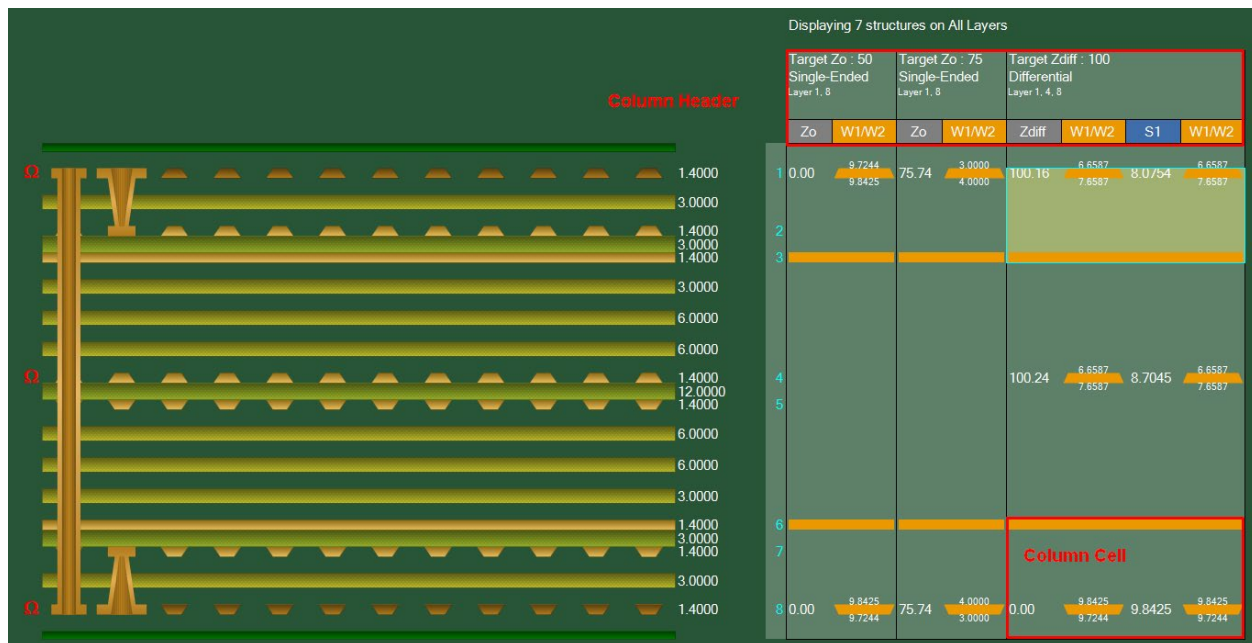 Displaying 7 structures on All Layers
Target Zo : 50 Target Zo : 75 Target Zdiff : 100
Single-Ended Single-Ended Differential
Layer 1, 8 Layer 1, 8 Layer 1, 4, 8
Column Header
Zo W1/W2 Zo W1/W2 Zdiff W1/W2 S1 W1/W2
9.7244 3.0000 6.6587 6.6587
Ω 1.4000 1 0.00 75.74 100.16 8.0754
9.8425 4.0000 7.6587 7.6587
3.0000
1.4000 2
3.0000
1.4000 3
3.0000
6.0000
6.0000
6.6587 6.6587
Ω 1.4000 4 100.24 8.7045
7.6587 7.6587
12.0000
1.4000 5
6.0000
6.0000
3.0000
1.4000 6
3.0000
1.4000 7
Column Cell
3.0000
9.8425 4.0000 9.8425 9.8425
Ω 1.4000 8 0.00 75.74 0.00 9.8425
9.7244 3.0000 9.7244 9.7244